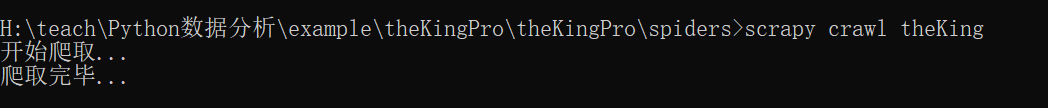 H:\teach\Python数据分析\example\theKingPro\theKingPro\spiders>scrapy crawl theKing
开始爬取...
爬取完毕...